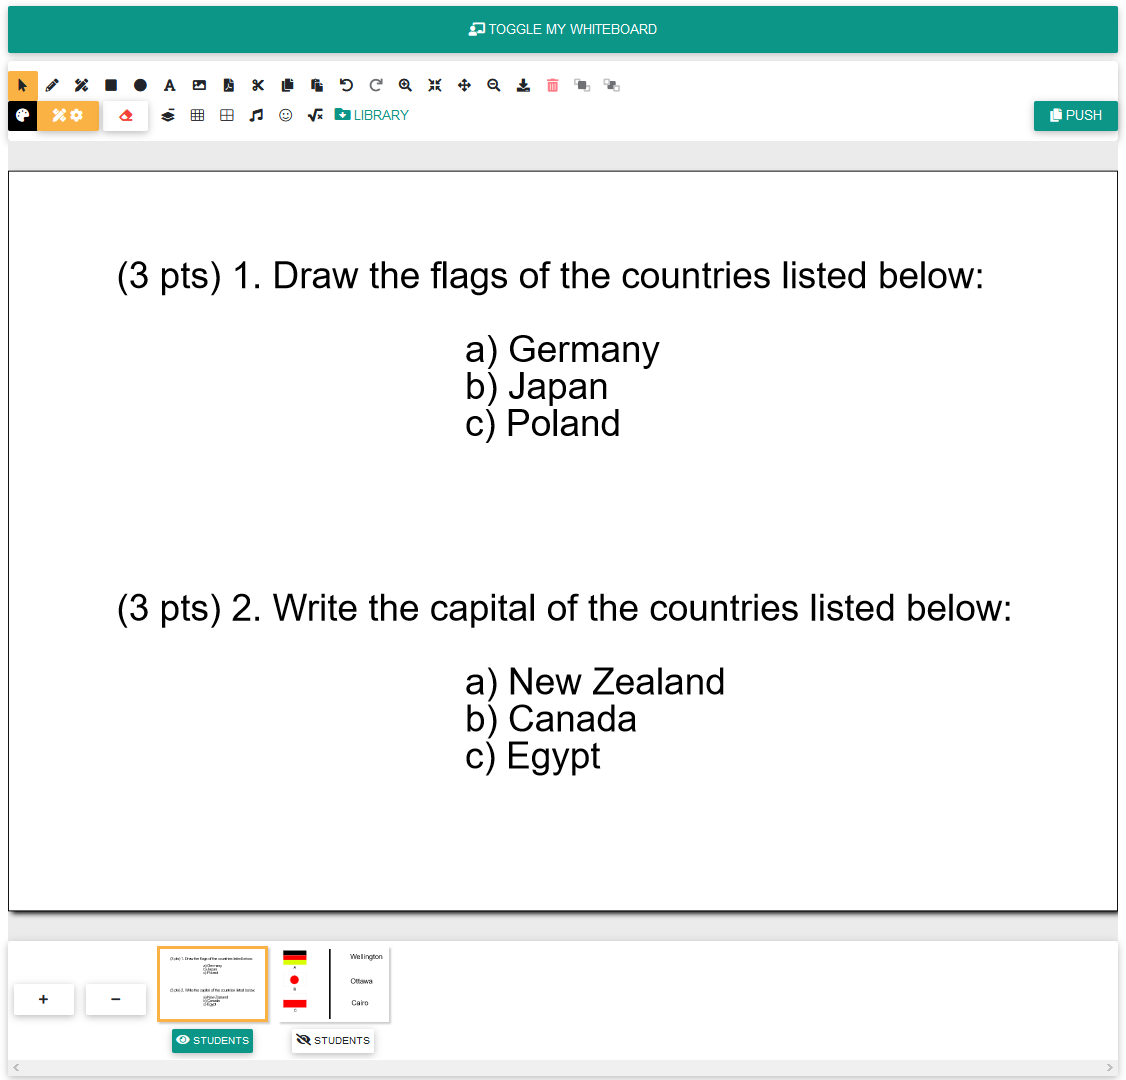 TOGGLE MY WHITEBOARD
LIBRARY
PUSH
(3 pts) 1. Draw the flags of the countries listed below:
a) Germany
b) Japan
c) Poland
(3 pts) 2. Write the capital of the countries listed below:
a) New Zealand
b) Canada
c) Egypt
+ −
(3 pts) 1. Draw the flags of the countries listed below:
a) Germany
b) Japan
c) Poland
(3 pts) 2. Write the capital of the countries listed below:
a) New Zealand
b) Canada
c) Egypt
A
B
Wellington
Ottawa
Cairo
STUDENTS
STUDENTS